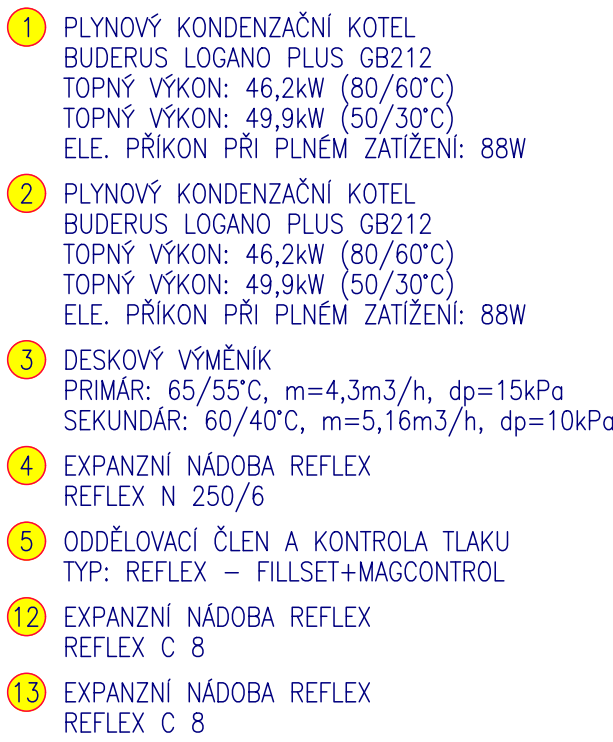 1 PLYNOVÝ KONDENZAČNÍ KOTEL
BUDERUS LOGANO PLUS GB212
TOPNÝ VÝKON: 46,2kW (80/60°C)
TOPNÝ VÝKON: 49,9kW (50/30°C)
ELE. PŘÍKON PŘI PLNÉM ZATÍŽENÍ: 88W
2 PLYNOVÝ KONDENZAČNÍ KOTEL
BUDERUS LOGANO PLUS GB212
TOPNÝ VÝKON: 46,2kW (80/60°C)
TOPNÝ VÝKON: 49,9kW (50/30°C)
ELE. PŘÍKON PŘI PLNÉM ZATÍŽENÍ: 88W
3 DESKOVÝ VÝMĚNÍK
PRIMÁR: 65/55°C, m=4,3m3/h, dp=15kPa
SEKUNDÁR: 60/40°C, m=5,16m3/h, dp=10kPa
4 EXPANZNÍ NÁDOBA REFLEX
REFLEX N 250/6
5 ODDĚLOVACÍ ČLEN A KONTROLA TLAKU
TYP: REFLEX – FILLSET+MAGCONTROL
12 EXPANZNÍ NÁDOBA REFLEX
REFLEX C 8
13 EXPANZNÍ NÁDOBA REFLEX
REFLEX C 8